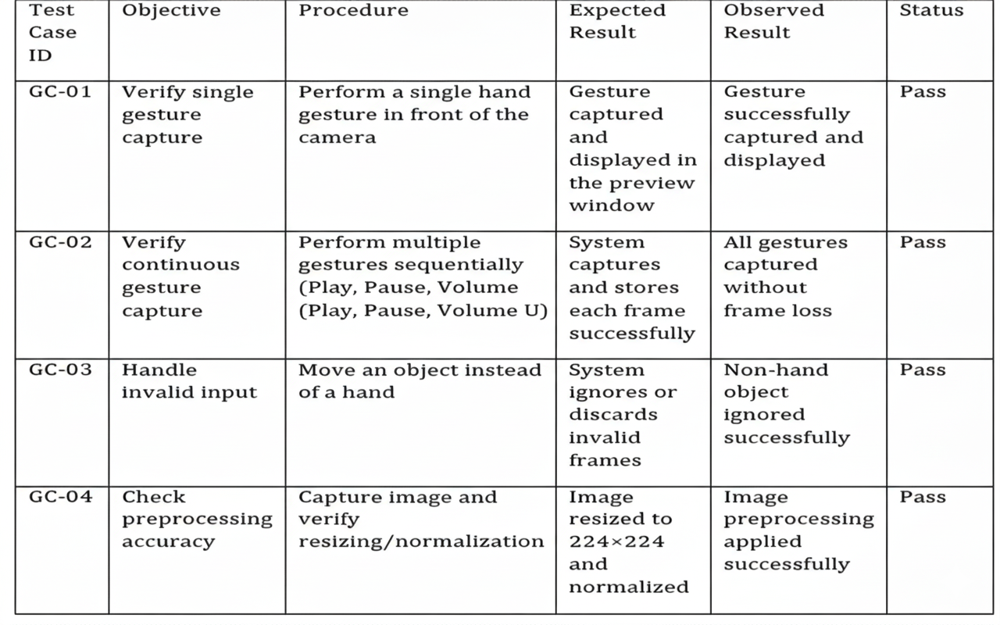 Test
Case
ID
Objective
Procedure
Expected
Result
Observed
Result
Status
GC-01
Verify single
gesture
capture
Perform a single hand
gesture in front of the
camera
Gesture
captured
and
displayed in
the preview
window
Gesture
successfully
captured and
displayed
Pass
GC-02
Verify
continuous
gesture
capture
Perform multiple
gestures sequentially
(Play, Pause, Volume
(Play, Pause, Volume U)
System
captures
and stores
each frame
successfully
All gestures
captured
without
frame loss
Pass
GC-03
Handle
invalid input
Move an object instead
of a hand
System
ignores or
discards
invalid
frames
Non-hand
object
ignored
successfully
Pass
GC-04
Check
preprocessing
accuracy
Capture image and
verify
resizing/normalization
Image
resized to
224×224
and
normalized
Image
preprocessing
applied
successfully
Pass